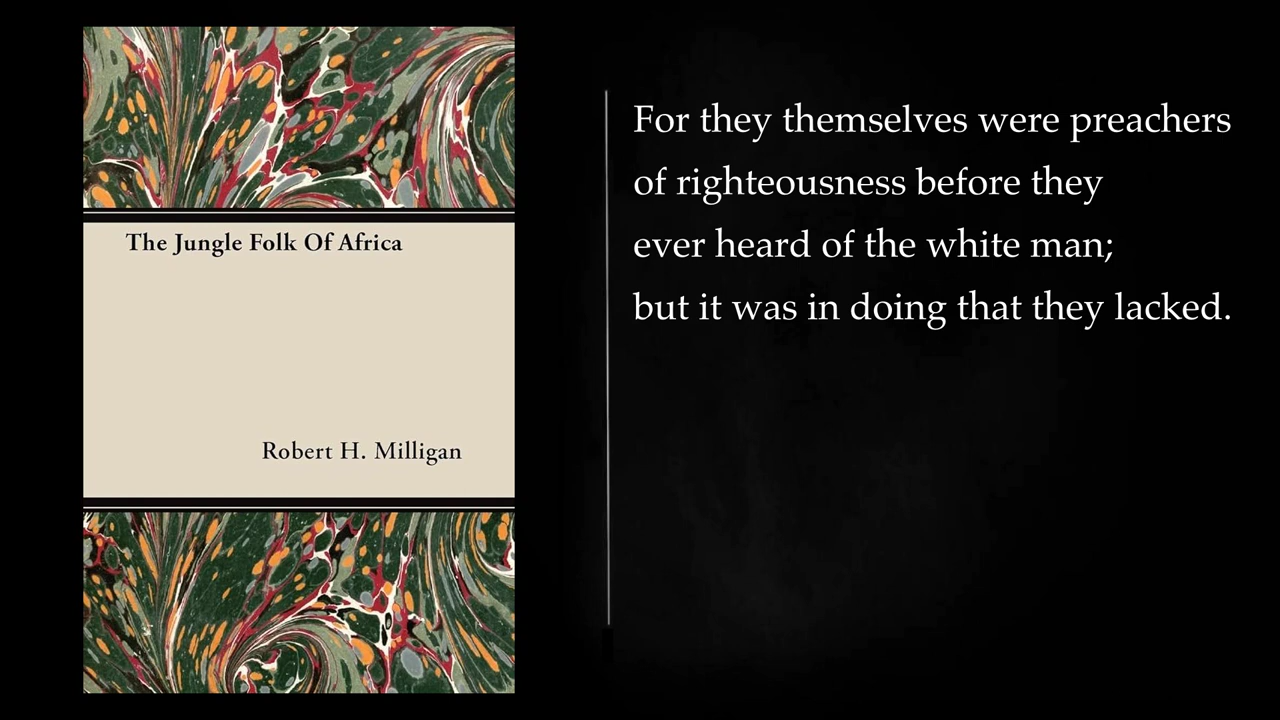 The Jungle Folk Of Africa
Robert H. Milligan
For they themselves were preachers
of righteousness before they
ever heard of the white man;
but it was in doing that they lacked.